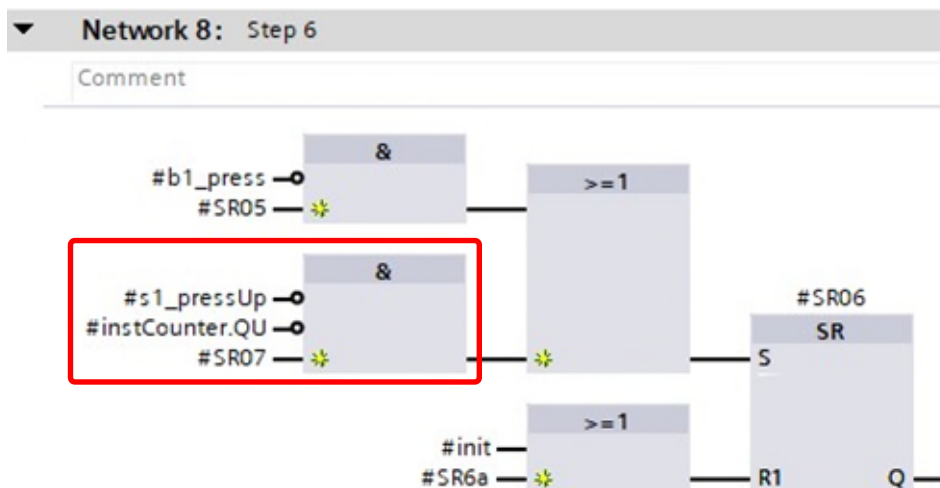 Network 8: Step 6
Comment
&
#b1_press
#SR05
>=1
&
#s1_pressUp
#instCounter.QU
#SR07
#SR06
SR
S
>=1
#init
#SR6a
R1 Q